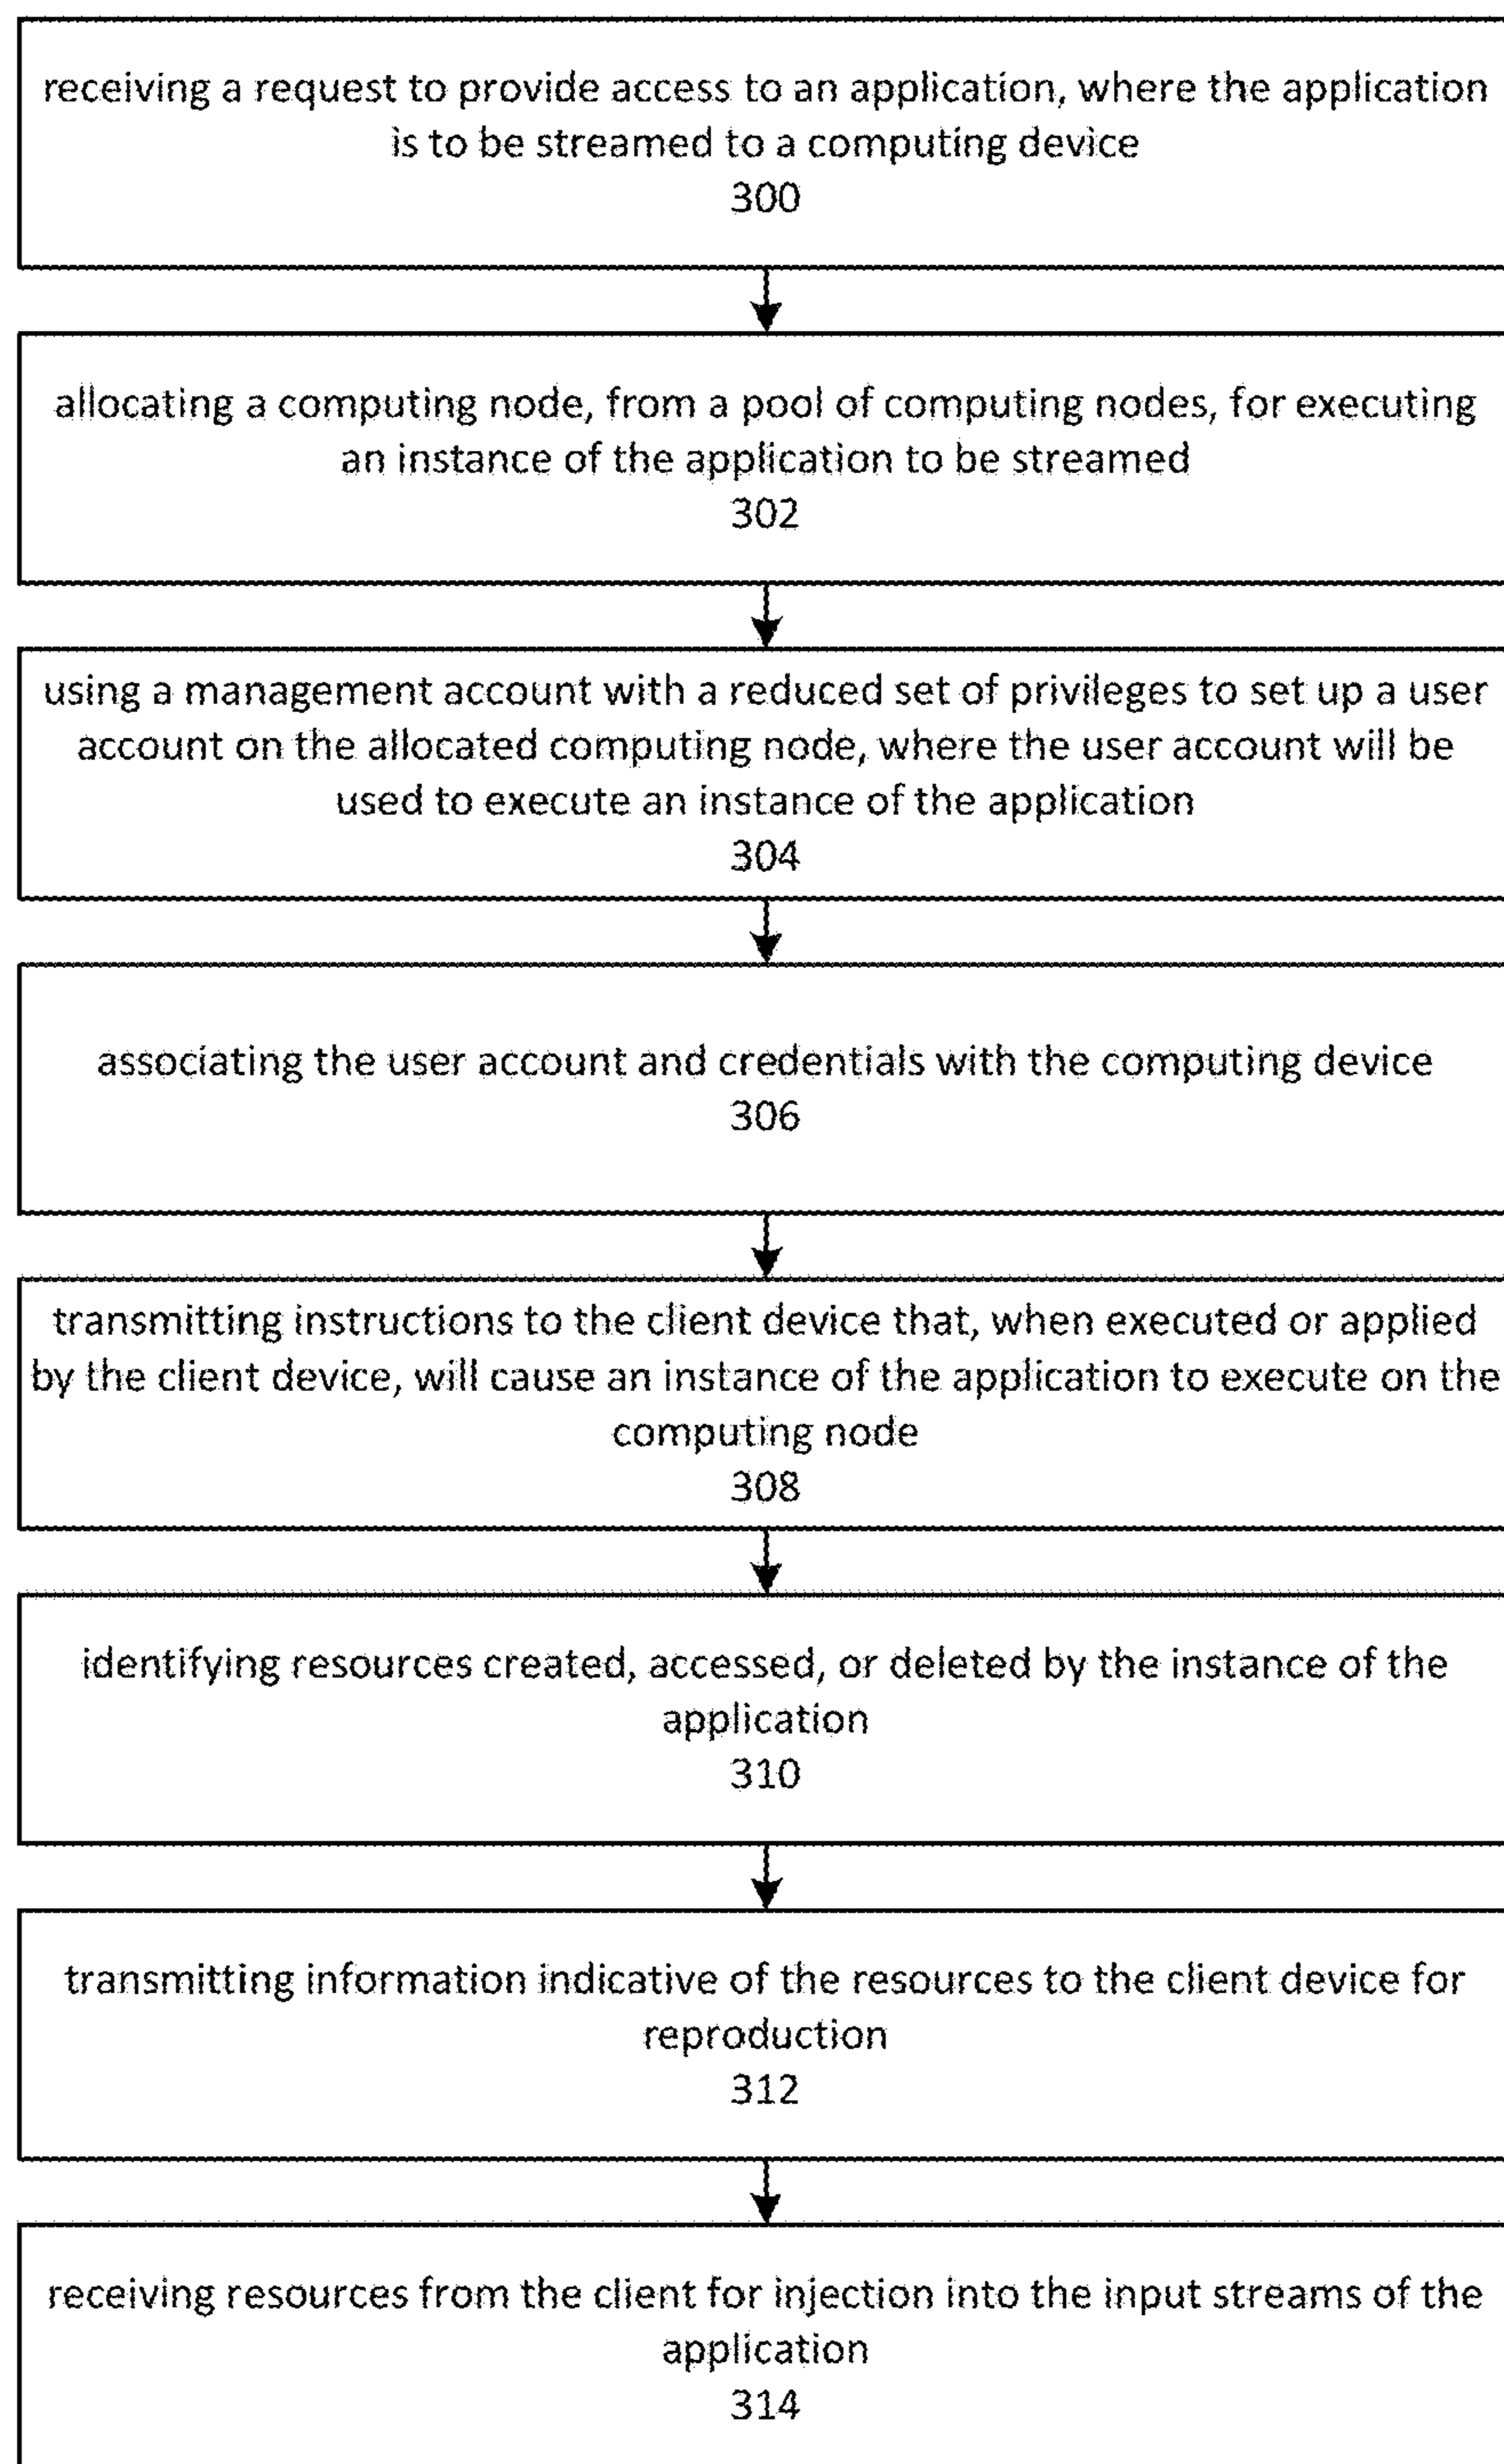 receiving a request to provide access to an application, where the application
is to be streamed to a computing device
300
allocating a computing node, from a pool of computing nodes, for executing
an instance of the application to be streamed
302
using a management account with a reduced set of privileges to set up a user
account on the allocated computing node, where the user account will be
used to execute an instance of the application
304
associating the user account and credentials with the computing device
306
transmitting instructions to the client device that, when executed or applied
by the client device, will cause an instance of the application to execute on the
computing node
308
identifying resources created, accessed, or deleted by the instance of the
application
310
transmitting information indicative of the resources to the client device for
reproduction
312
receiving resources from the client for injection into the input streams of the
application
314